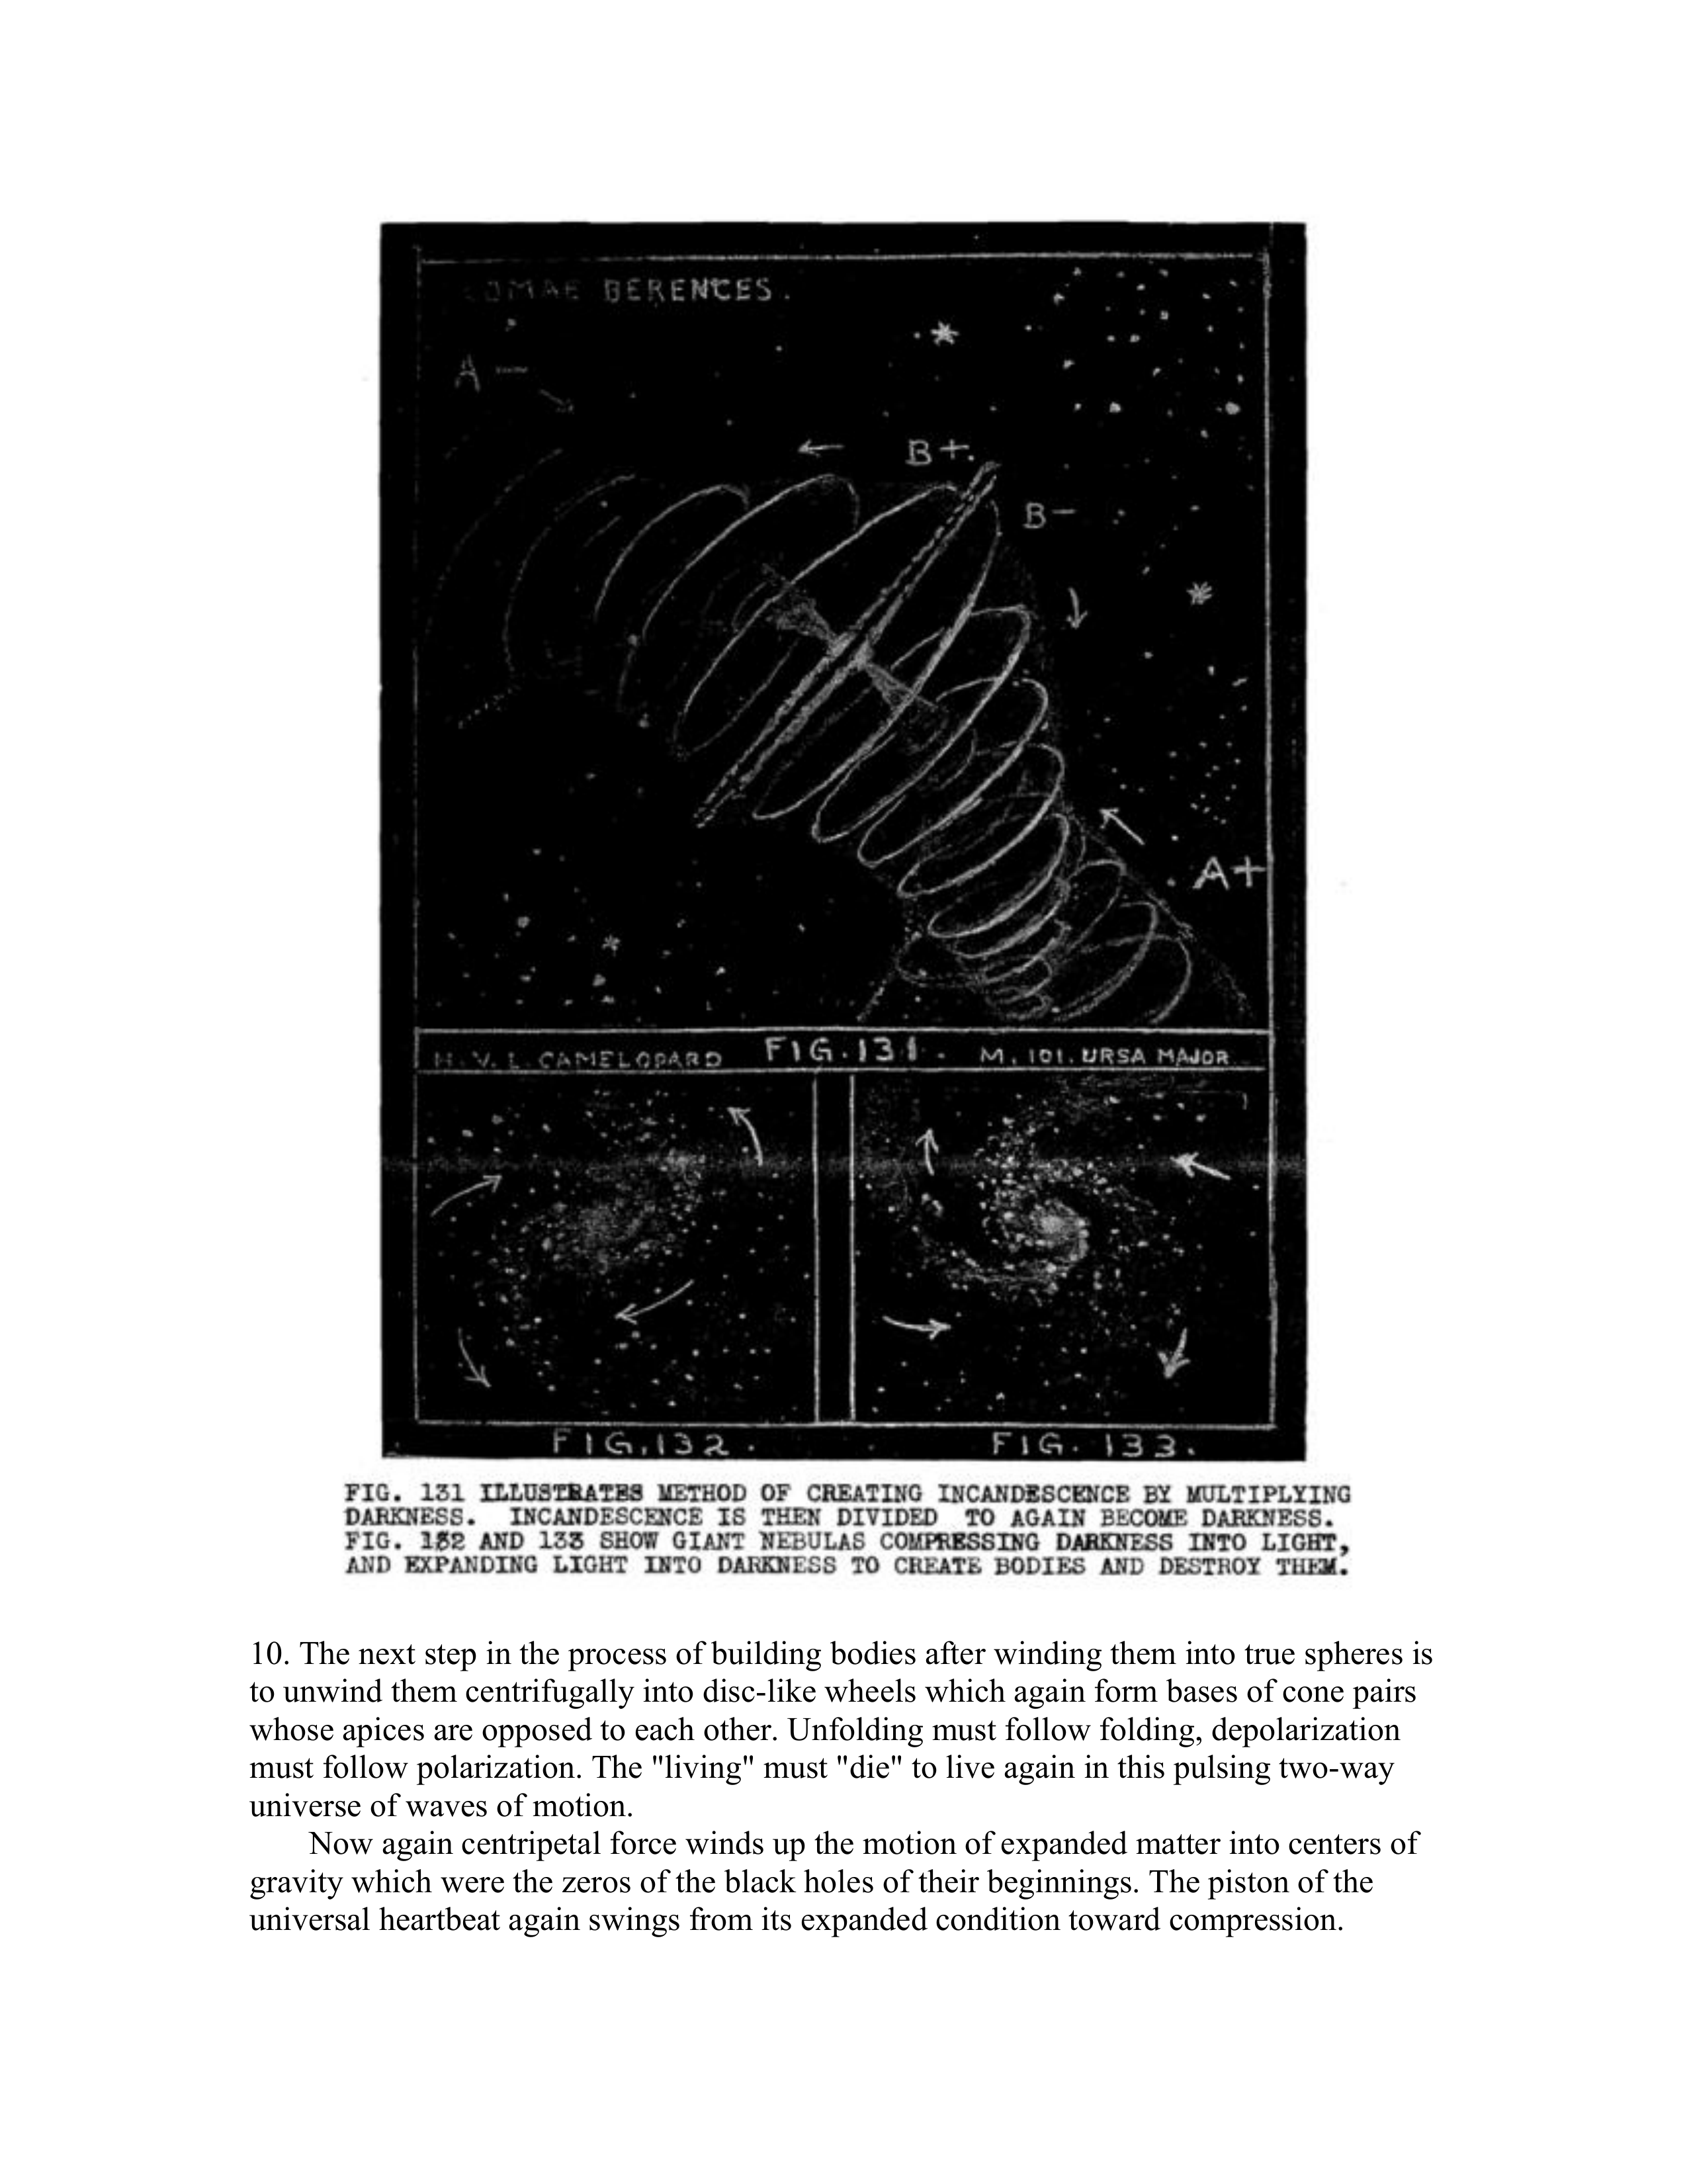 COMAE BERENCES.
A—
B+.
B—
A+
H.V.L. CAMELOPARD FIG.131. M.101.URSA MAJOR
FIG.132. FIG. 133.
FIG. 131 ILLUSTRATES METHOD OF CREATING INCANDESCENCE BY MULTIPLYING
DARKNESS. INCANDESCENCE IS THEN DIVIDED TO AGAIN BECOME DARKNESS.
FIG. 132 AND 133 SHOW GIANT NEBULAS COMPRESSING DARKNESS INTO LIGHT,
AND EXPANDING LIGHT INTO DARKNESS TO CREATE BODIES AND DESTROY THEM.
10. The next step in the process of building bodies after winding them into true spheres is
to unwind them centrifugally into disc-like wheels which again form bases of cone pairs
whose apices are opposed to each other. Unfolding must follow folding, depolarization
must follow polarization. The "living" must "die" to live again in this pulsing two-way
universe of waves of motion.
Now again centripetal force winds up the motion of expanded matter into centers of
gravity which were the zeros of the black holes of their beginnings. The piston of the
universal heartbeat again swings from its expanded condition toward compression.